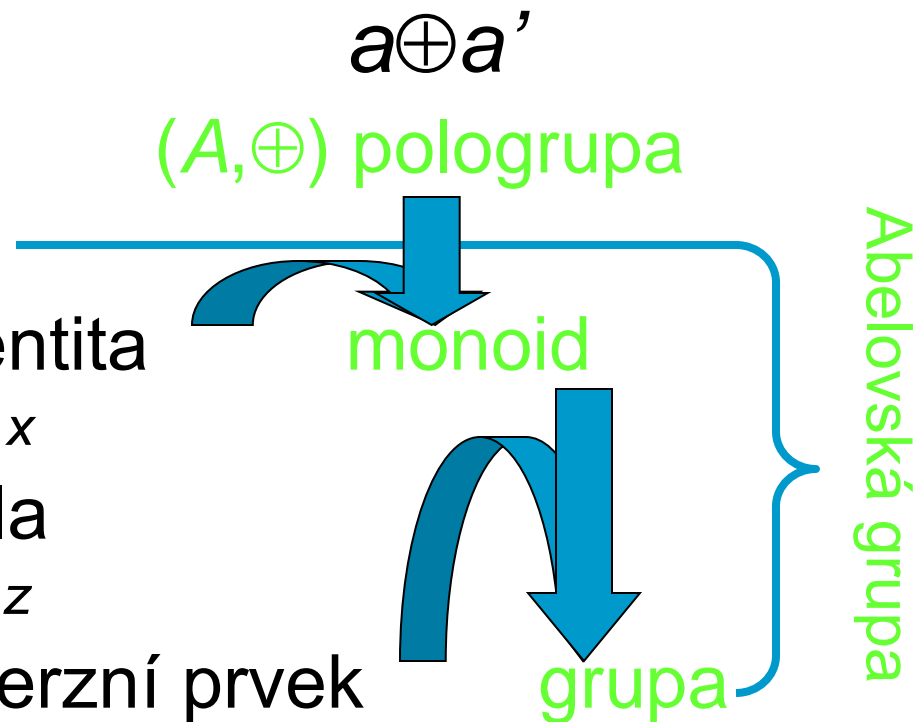 a⊕a’
(A,⊕) pologrupa
entita
monoid
x
la
z
erzní prvek
grupa
Abelovská grupa